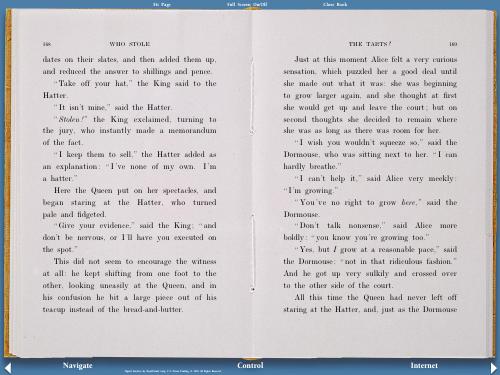 Full Screen On/Off
Close Book
168
WHO STOLE
dates on their slates, and then added them up,
and reduced the answer to shillings and pence.
“Take off your hat,” the King said to the
Hatter.
“It isn’t mine,” said the Hatter.
“Stolen!” the King exclaimed, turning to
the jury, who instantly made a memorandum
of the fact.
“I keep them to sell,” the Hatter added as
an explanation: “I’ve none of my own. I’m
a hatter.”
Here the Queen put on her spectacles, and
began staring at the Hatter, who turned
pale and fidgeted.
“Give your evidence,” said the King; “and
don’t be nervous, or I’ll have you executed on
the spot.”
This did not seem to encourage the witness
at all: he kept shifting from one foot to the
other, looking uneasily at the Queen, and in
his confusion he bit a large piece out of his
teacup instead of the bread-and-butter.
THE TARTS?
169
Just at this moment Alice felt a very curious
sensation, which puzzled her a good deal until
she made out what it was: she was beginning
to grow larger again, and she thought at first
she would get up and leave the court; but on
second thoughts she decided to remain where
she was as long as there was room for her.
“I wish you wouldn’t squeeze so,” said the
Dormouse, who was sitting next to her. “I can
hardly breathe.”
“I can’t help it,” said Alice very meekly:
“I’m growing.”
“You’ve no right to grow here,” said the
Dormouse.
“Don’t talk nonsense,” said Alice more
boldly: “you know you’re growing too.”
“Yes, but I grow at a reasonable pace,” said
the Dormouse: “not in that ridiculous fashion.”
And he got up very sulkily and crossed over
to the other side of the court.
All this time the Queen had never left off
staring at the Hatter, and, just as the Dormouse
Navigate
Control
Internet